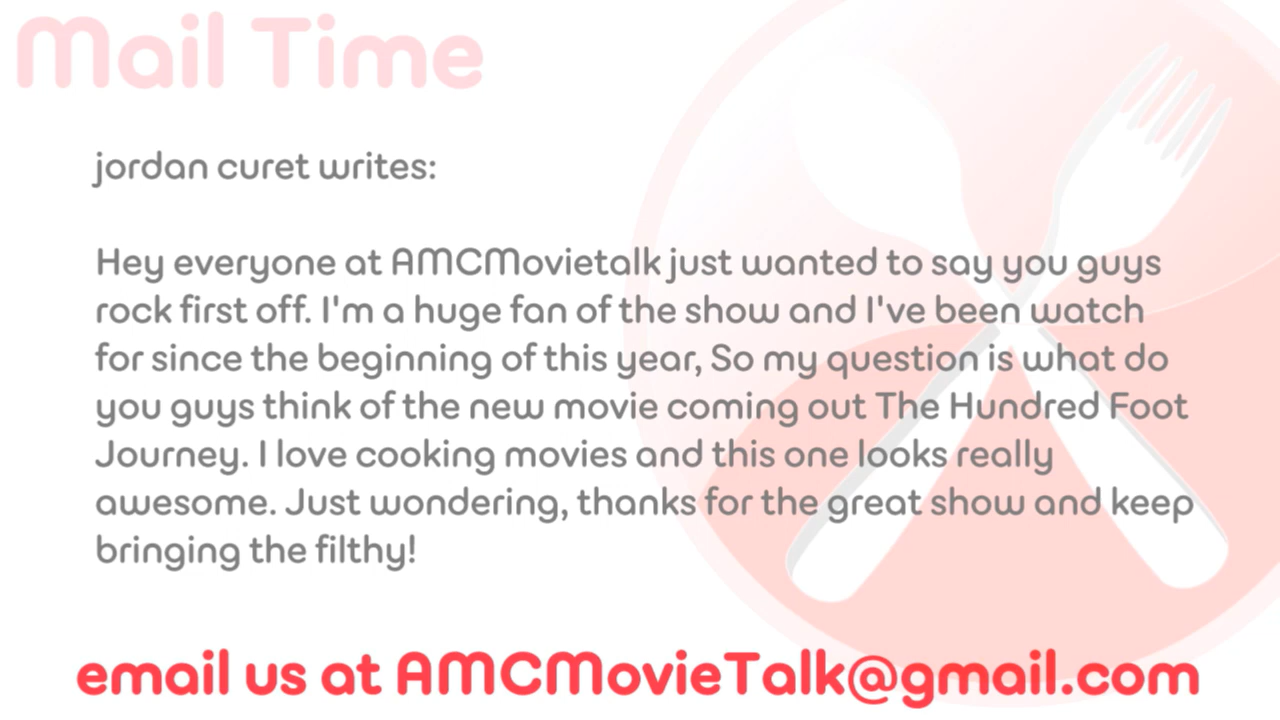 Mail Time
jordan curet writes:
Hey everyone at AMCMovietalk just wanted to say you guys
rock first off. I'm a huge fan of the show and I've been watch
for since the beginning of this year, So my question is what do
you guys think of the new movie coming out The Hundred Foot
Journey. I love cooking movies and this one looks really
awesome. Just wondering, thanks for the great show and keep
bringing the filthy!
email us at AMCMovieTalk@gmail.com